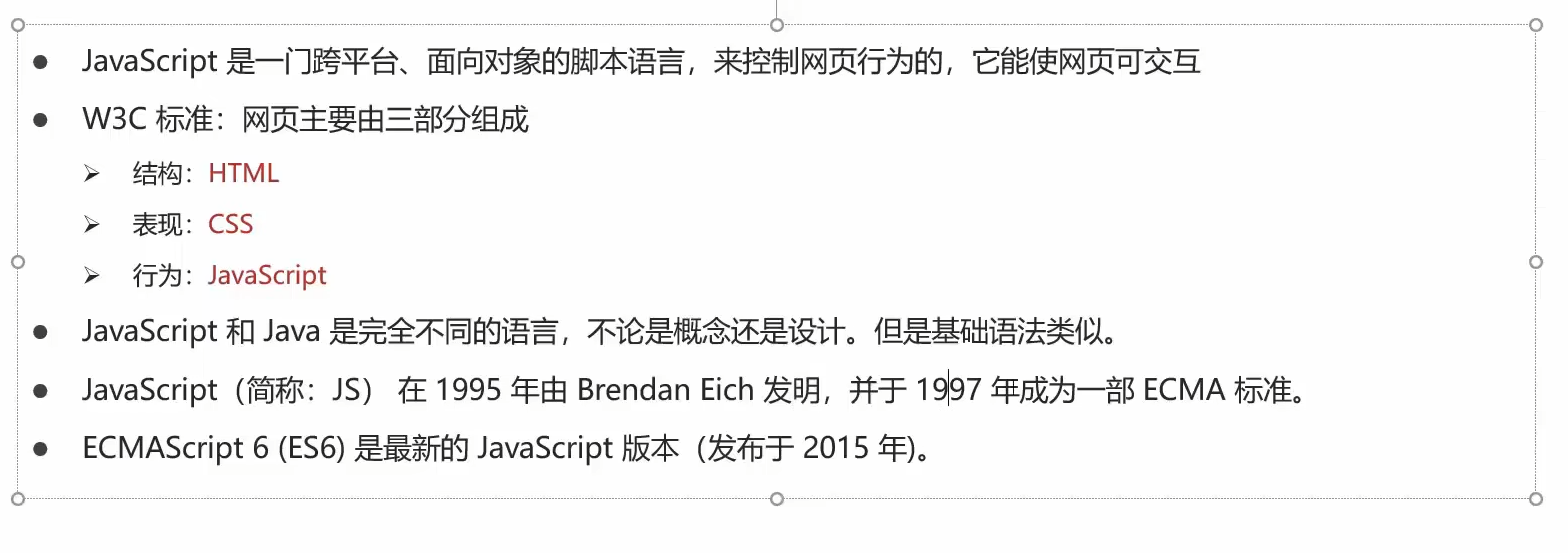 JavaScript 是一门跨平台、面向对象的脚本语言，来控制网页行为的，它能使网页可交互
W3C 标准：网页主要由三部分组成
结构：HTML
表现：CSS
行为：JavaScript
JavaScript 和 Java 是完全不同的语言，不论是概念还是设计。但是基础语法类似。
JavaScript（简称：JS） 在 1995 年由 Brendan Eich 发明，并于 1997 年成为一部 ECMA 标准。
ECMAScript 6 (ES6) 是最新的 JavaScript 版本（发布于 2015 年)。